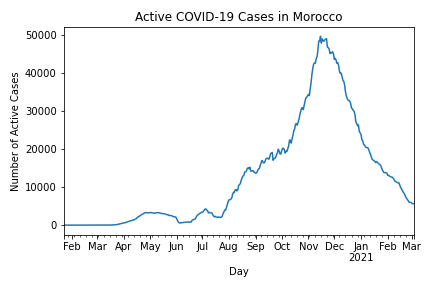 Active COVID-19 Cases in Morocco
Number of Active Cases
50000
40000
30000
20000
10000
0
Feb Mar Apr May Jun Jul Aug Sep Oct Nov Dec Jan Feb Mar
2021
Day